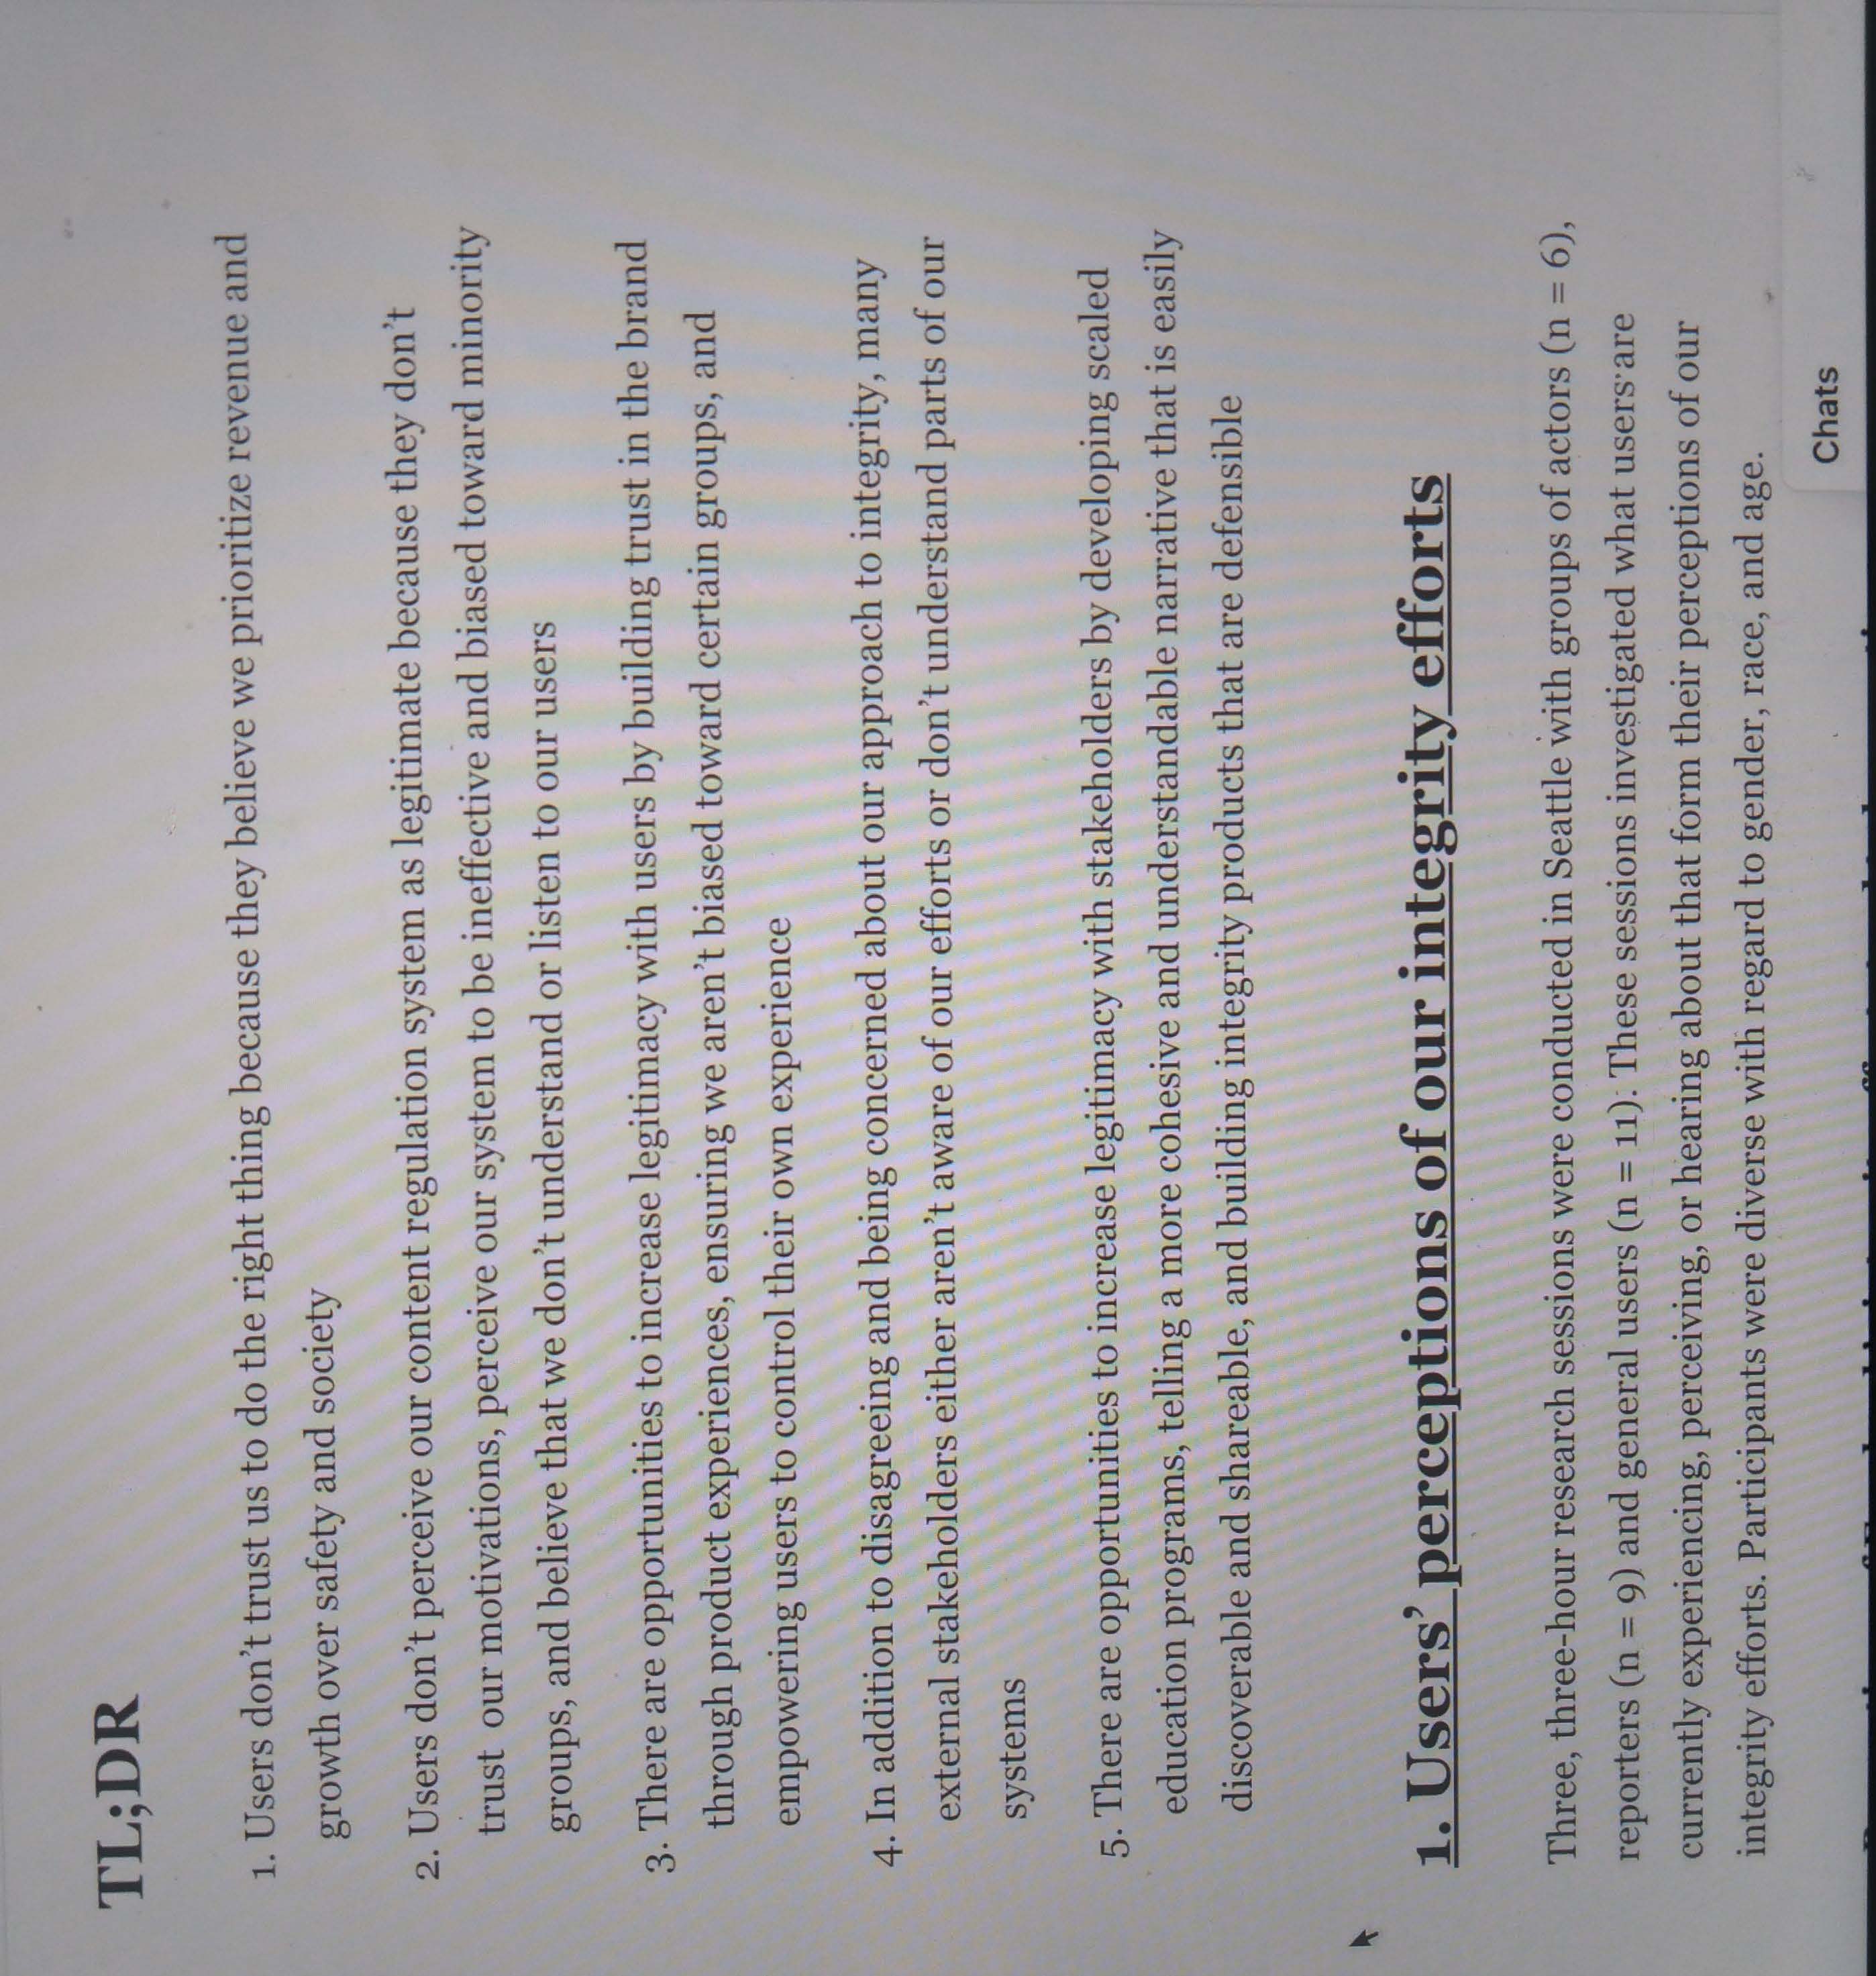 TL;DR
1. Users don't trust us to do the right thing because they believe we prioritize revenue and
growth over safety and society
2. Users don't perceive our content regulation system as legitimate because they don't
trust our motivations, perceive our system to be ineffective and biased toward minority
groups, and believe that we don't understand or listen to our users
3. There are opportunities to increase legitimacy with users by building trust in the brand
through product experiences, ensuring we aren't biased toward certain groups, and
empowering users to control their own experience
4. In addition to disagreeing and being concerned about our approach to integrity, many
external stakeholders either aren't aware of our efforts or don't understand parts of our
systems
5. There are opportunities to increase legitimacy with stakeholders by developing scaled
education programs, telling a more cohesive and understandable narrative that is easily
discoverable and shareable, and building integrity products that are defensible
1. Users' perceptions of our integrity efforts
Three, three-hour research sessions were conducted in Seattle with groups of actors (n = 6),
reporters (n = 9) and general users (n = 11). These sessions investigated what users are
currently experiencing, perceiving, or hearing about that form their perceptions of our
integrity efforts. Participants were diverse with regard to gender, race, and age.
Chats